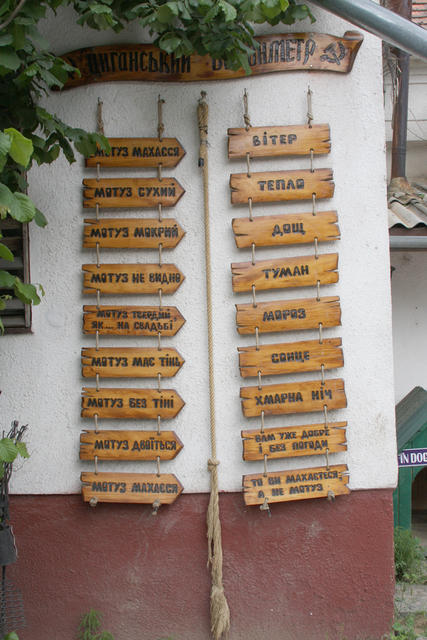 циганський
МОТУЗ МАХАЄСЯ
МОТУЗ СУХИЙ
МОТУЗ МОКРИЙ
МОТУЗ НЕ ВИДНО
МОТУЗ ТВЕРДИЙ
ЯК... НА СВАДЬБІ
МОТУЗ МАЄ ТІНЬ
МОТУЗ БЕЗ ТІНІ
МОТУЗ ДВОЇТЬСЯ
МОТУЗ МАХАЄСЯ
ВІТЕР
ТЕПЛО
ДОЩ
ТУМАН
МОРОЗ
СОНЦЕ
ХМАРНА НІЧ
ВАМ УЖЕ ДОБРЕ
І БЕЗ ПОГОДИ
ТО ВИ МАХАЄТЕСЯ
А НЕ МОТУЗ
DOG